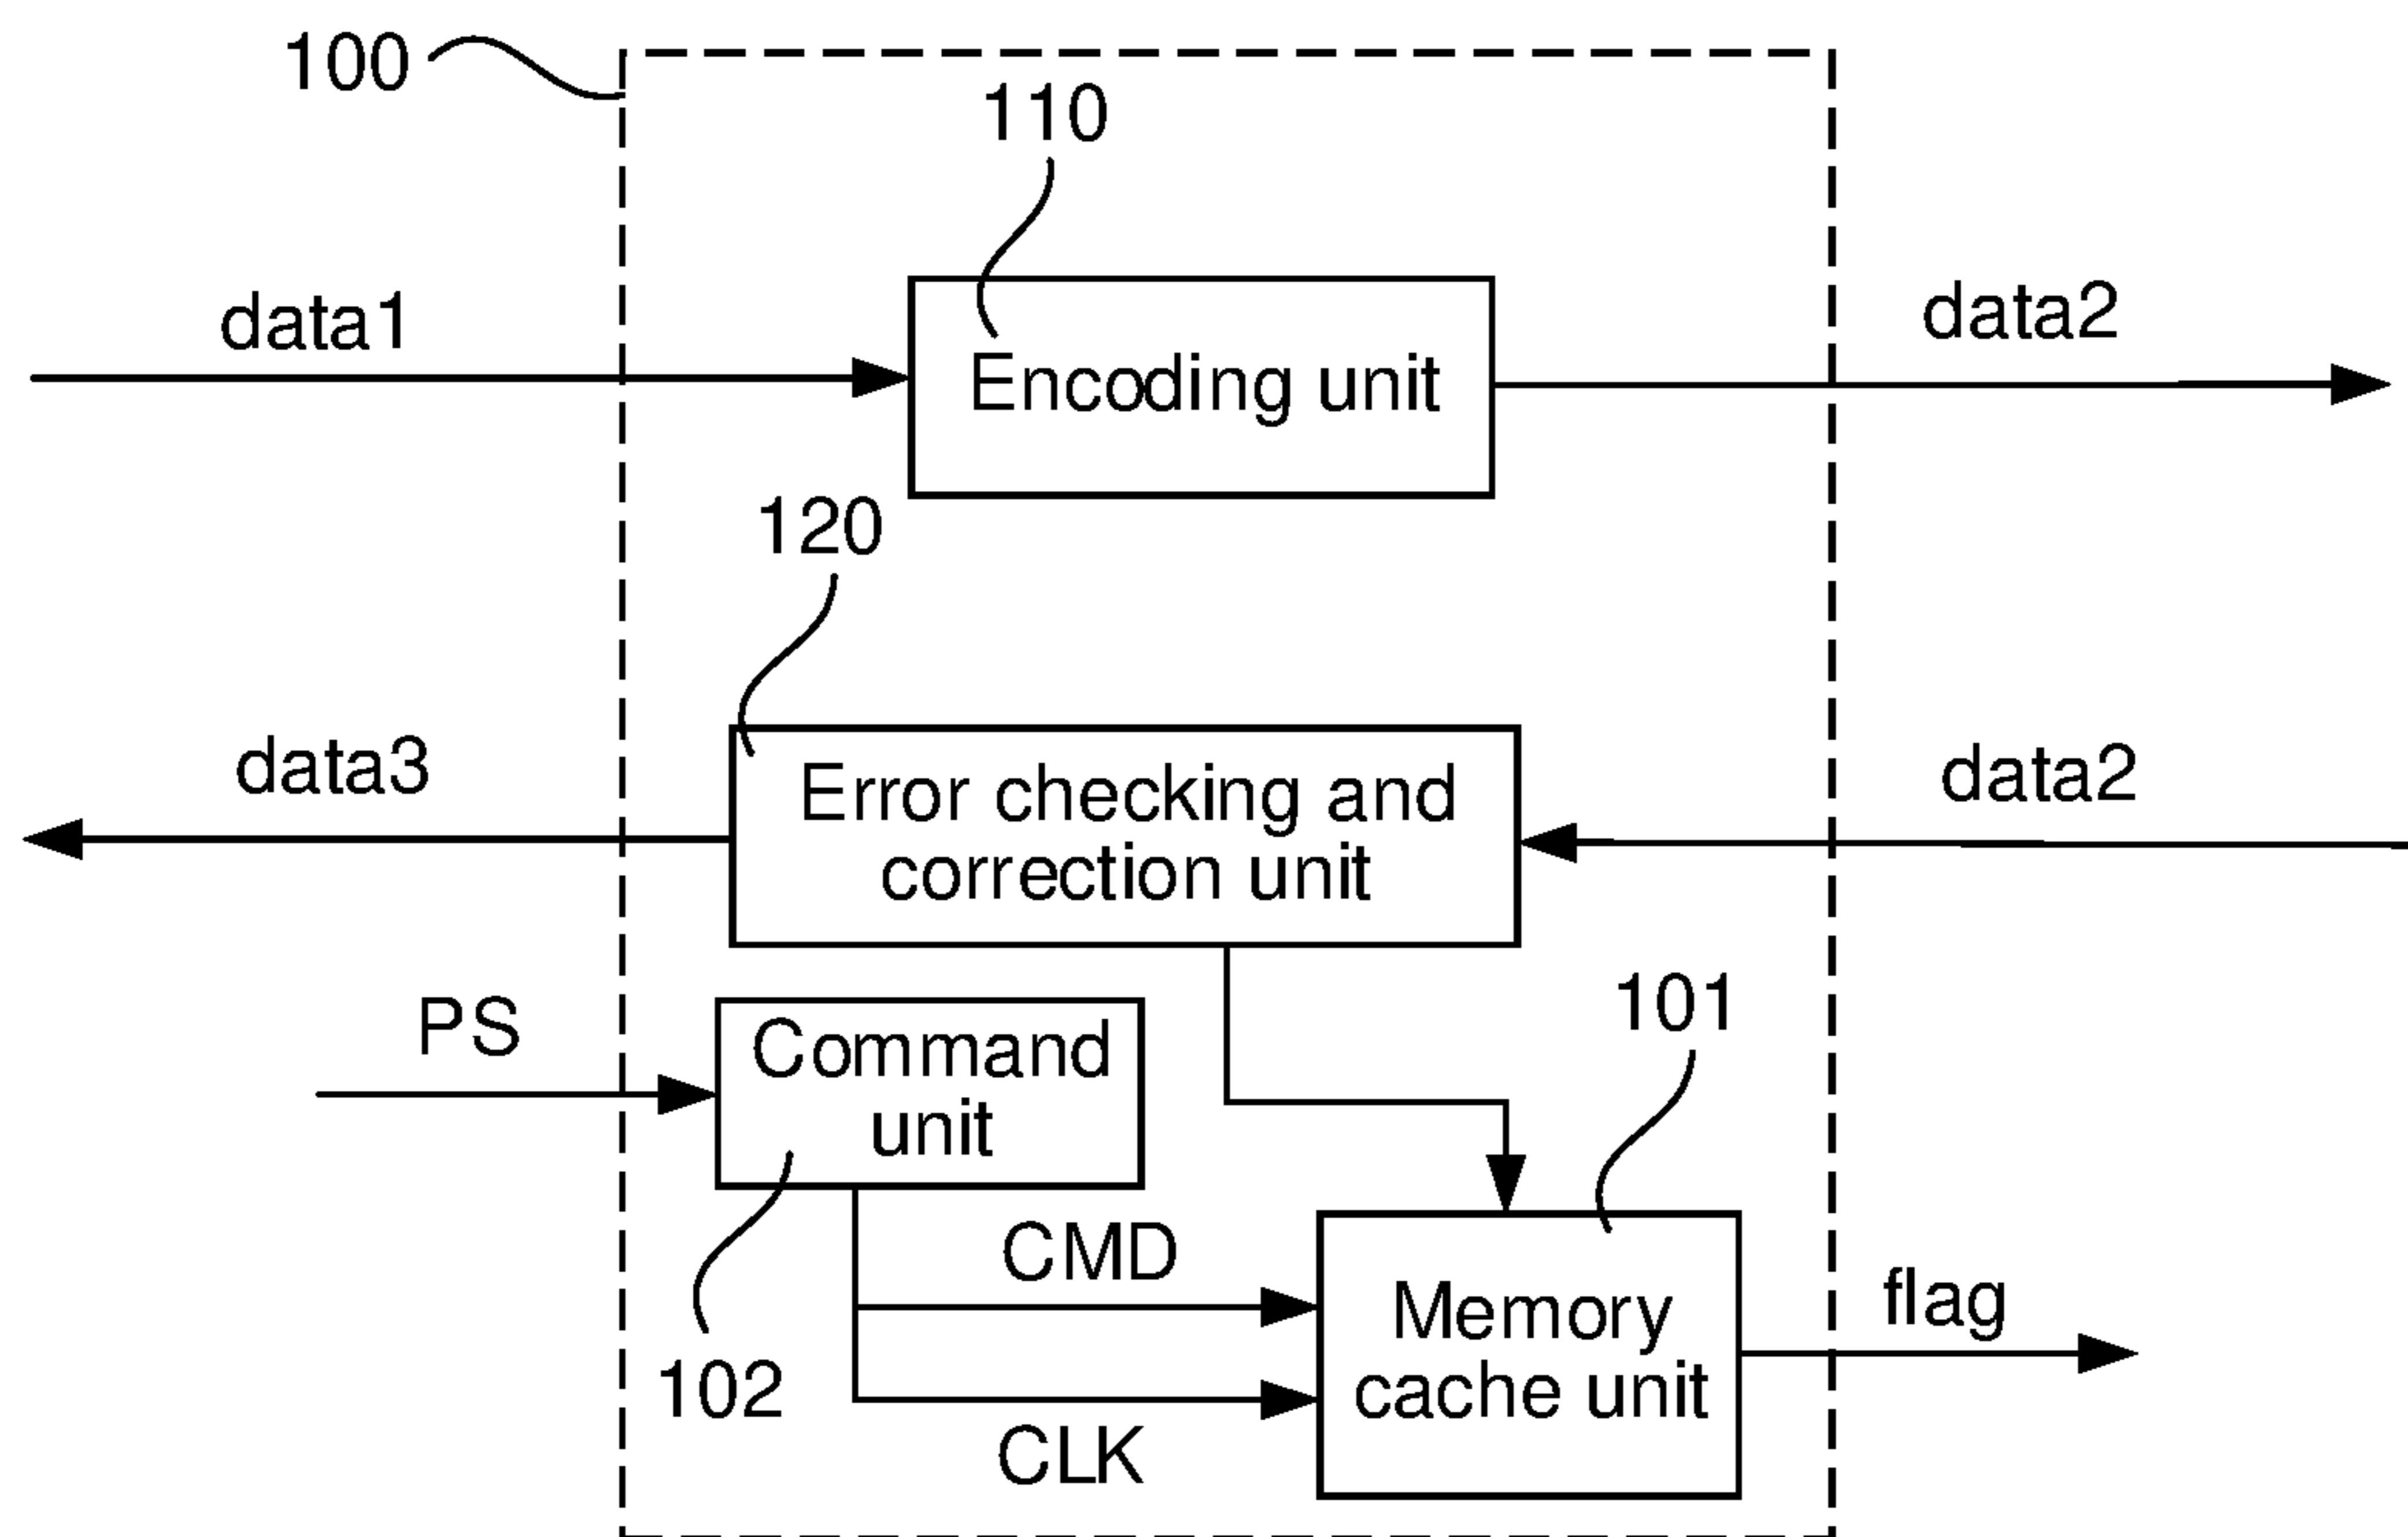 100
110
data1
data2
Encoding unit
120
data3
data2
Error checking and
correction unit
101
PS
Command
unit
CMD
flag
Memory
cache unit
102
CLK